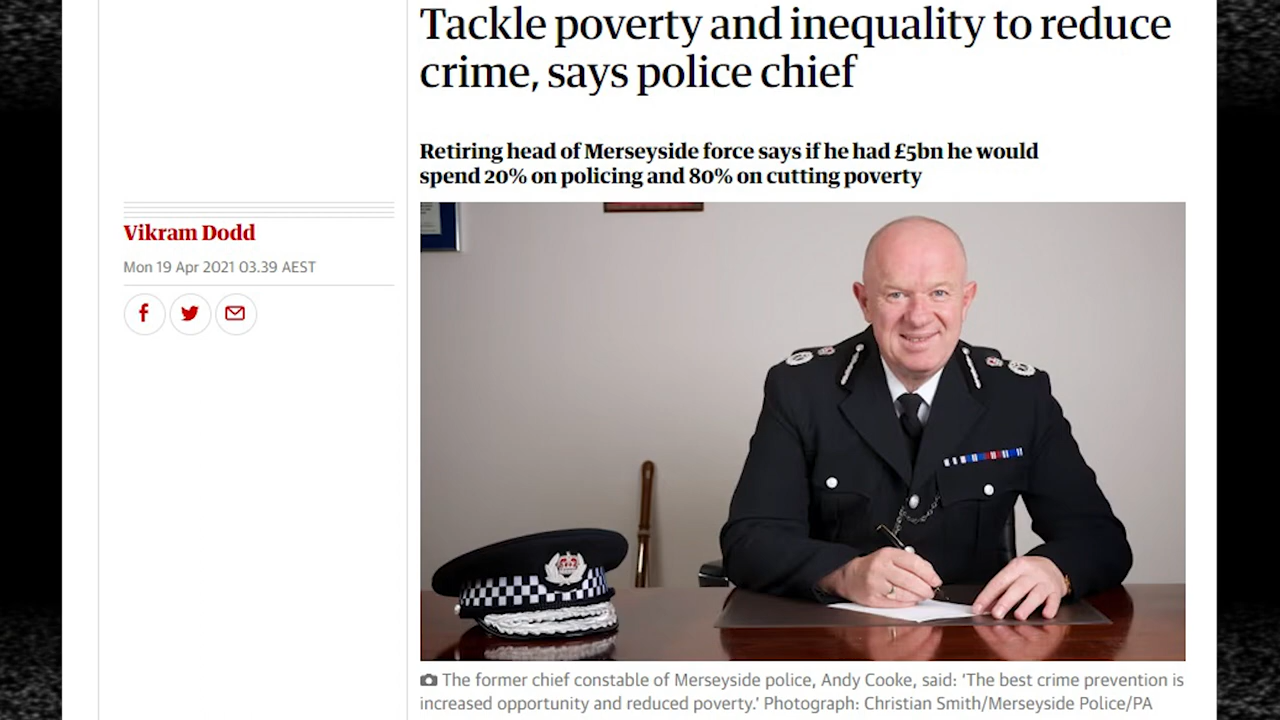 Tackle poverty and inequality to reduce
crime, says police chief
Retiring head of Merseyside force says if he had £5bn he would
spend 20% on policing and 80% on cutting poverty
Vikram Dodd
Mon 19 Apr 2021 03.39 AEST
The former chief constable of Merseyside police, Andy Cooke, said: ‘The best crime prevention is
increased opportunity and reduced poverty.’ Photograph: Christian Smith/Merseyside Police/PA